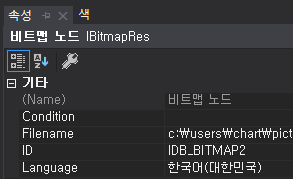 속성 색
비트맵 노드 IBitmapRes
기타
(Name) 비트맵 노드
Condition
Filename c:\users\chart\pict
ID IDB_BITMAP2
Language 한국어(대한민국)